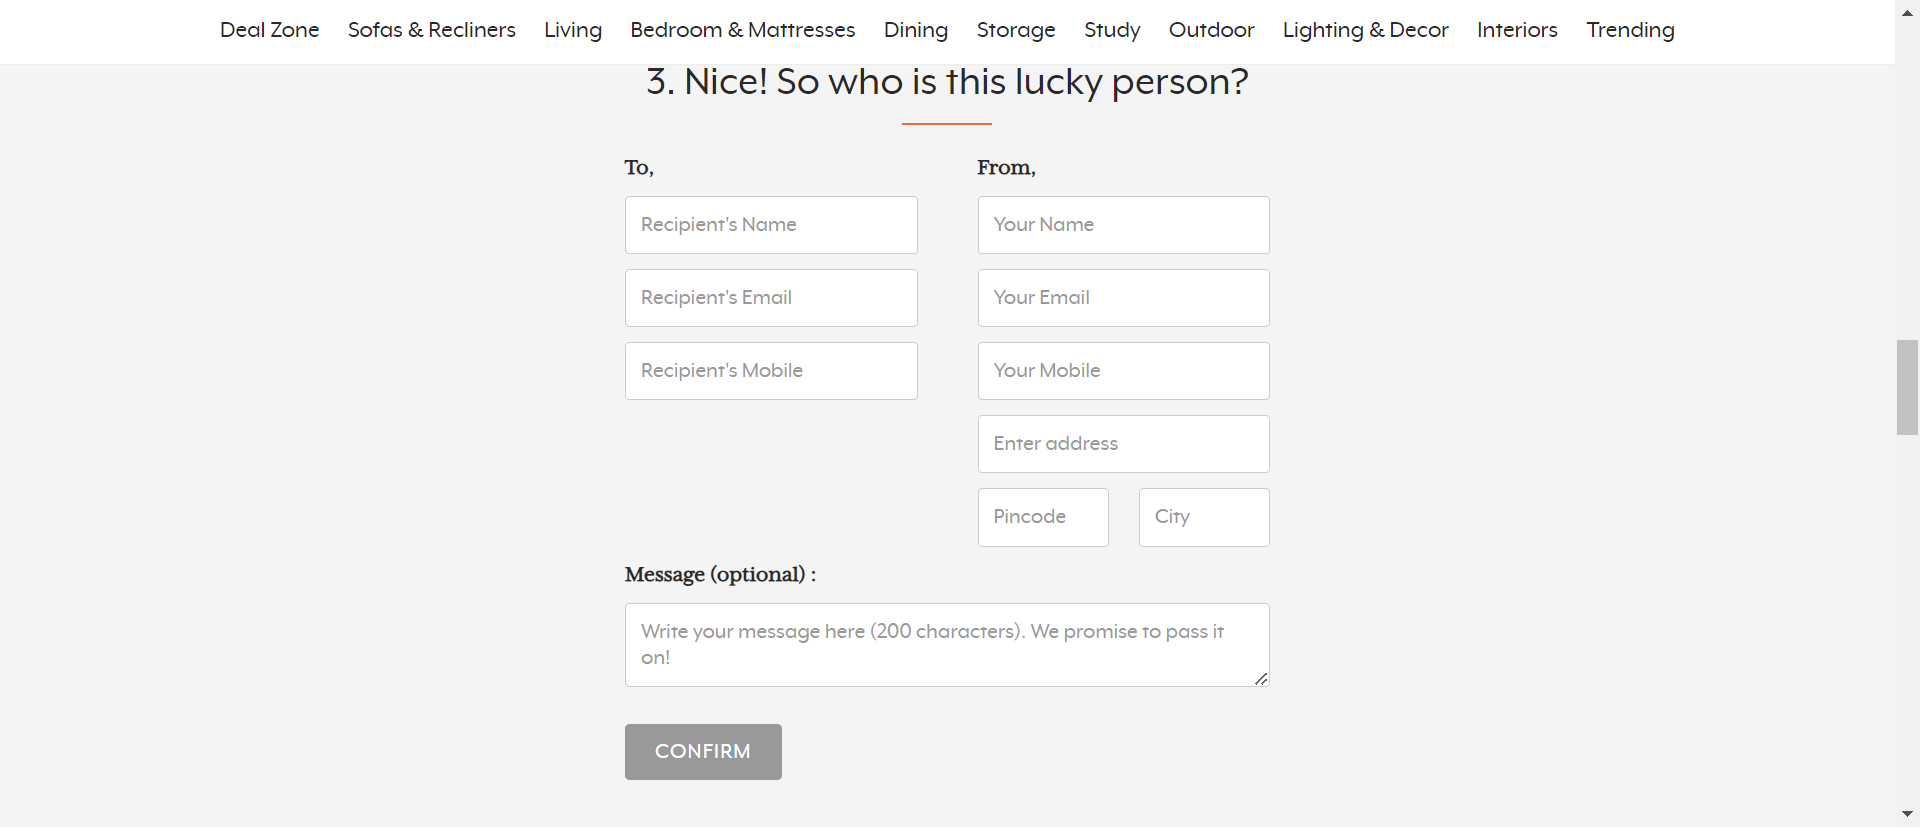 Deal Zone Sofas & Recliners Living Bedroom & Mattresses Dining Storage Study Outdoor Lighting & Decor Interiors Trending
3. Nice! So who is this lucky person?
To,
Recipient's Name
Recipient's Email
Recipient's Mobile
From,
Your Name
Your Email
Your Mobile
Enter address
Pincode City
Message (optional) :
Write your message here (200 characters). We promise to pass it
on!
CONFIRM